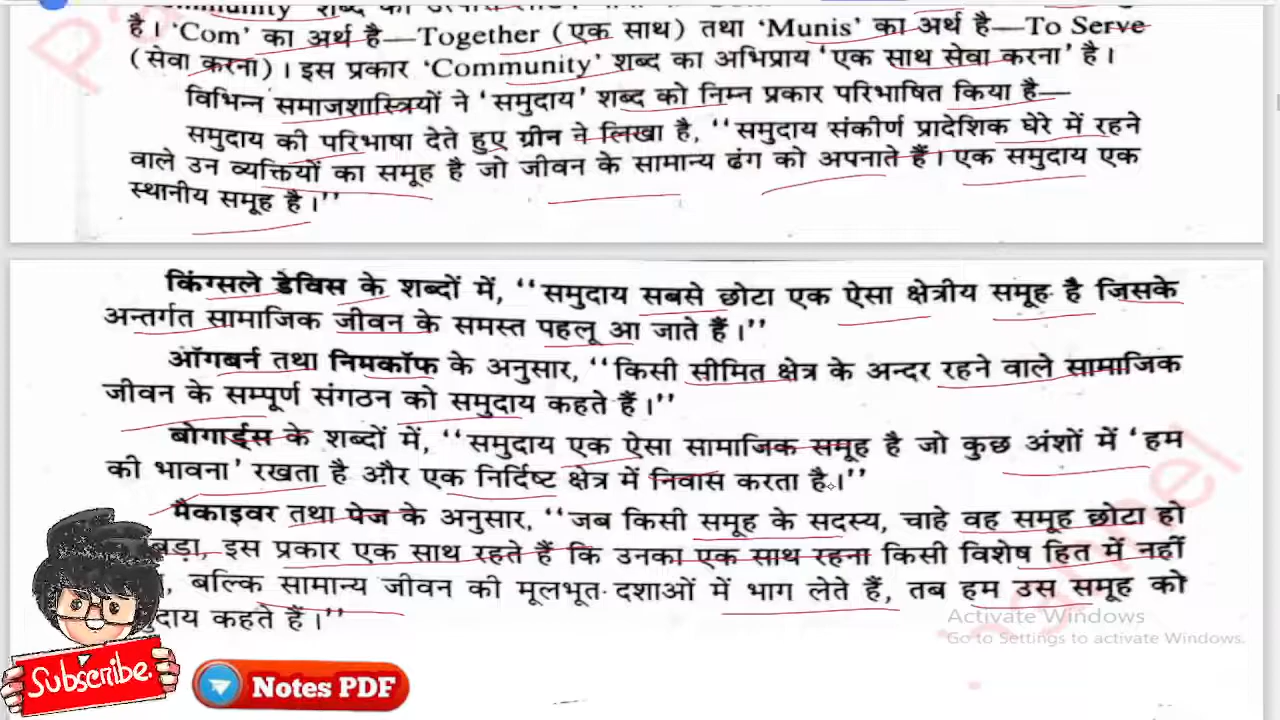 है। 'Com' का अर्थ है—Together (एक साथ) तथा 'Munis' का अर्थ है—To Serve
(सेवा करना)। इस प्रकार 'Community' शब्द का अभिप्राय 'एक साथ सेवा करना' है।
विभिन्न समाजशास्त्रियों ने 'समुदाय' शब्द को निम्न प्रकार परिभाषित किया है—
समुदाय की परिभाषा देते हुए ग्रीन ने लिखा है, "समुदाय संकीर्ण प्रादेशिक घेरे में रहने
वाले उन व्यक्तियों का समूह है जो जीवन के सामान्य ढंग को अपनाते हैं। एक समुदाय एक
स्थानीय समूह है।"
किंग्सले डेविस के शब्दों में, "समुदाय सबसे छोटा एक ऐसा क्षेत्रीय समूह है जिसके
अन्तर्गत सामाजिक जीवन के समस्त पहलू आ जाते हैं।"
ऑगबर्न तथा निमकॉफ के अनुसार, "किसी सीमित क्षेत्र के अन्दर रहने वाले सामाजिक
जीवन के सम्पूर्ण संगठन को समुदाय कहते हैं।"
बोगार्ड्स के शब्दों में, "समुदाय एक ऐसा सामाजिक समूह है जो कुछ अंशों में 'हम
की भावना' रखता है और एक निर्दिष्ट क्षेत्र में निवास करता है।"
मैकाइवर तथा पेज के अनुसार, "जब किसी समूह के सदस्य, चाहे वह समूह छोटा हो
बड़ा, इस प्रकार एक साथ रहते हैं कि उनका एक साथ रहना किसी विशेष हित में नहीं
, बल्कि सामान्य जीवन की मूलभूत दशाओं में भाग लेते हैं, तब हम उस समूह को
दाय कहते हैं।"
Activate Windows
Go to Settings to activate Windows.
Subscribe.
Notes PDF